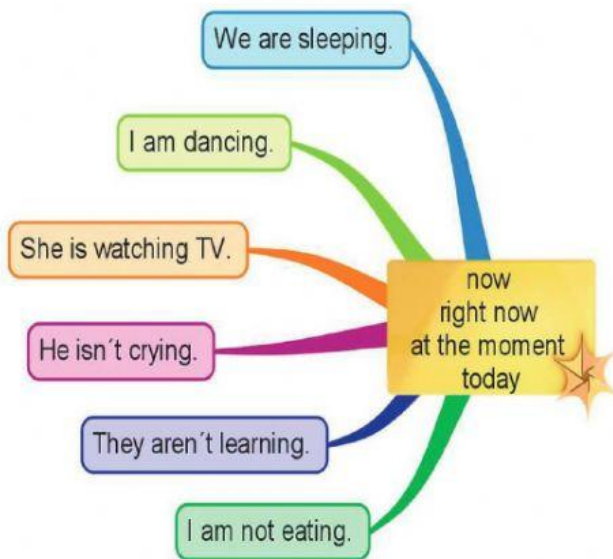 We are sleeping.
I am dancing.
She is watching TV.
He isn´t crying.
They aren´t learning.
I am not eating.
now
right now
at the moment
today